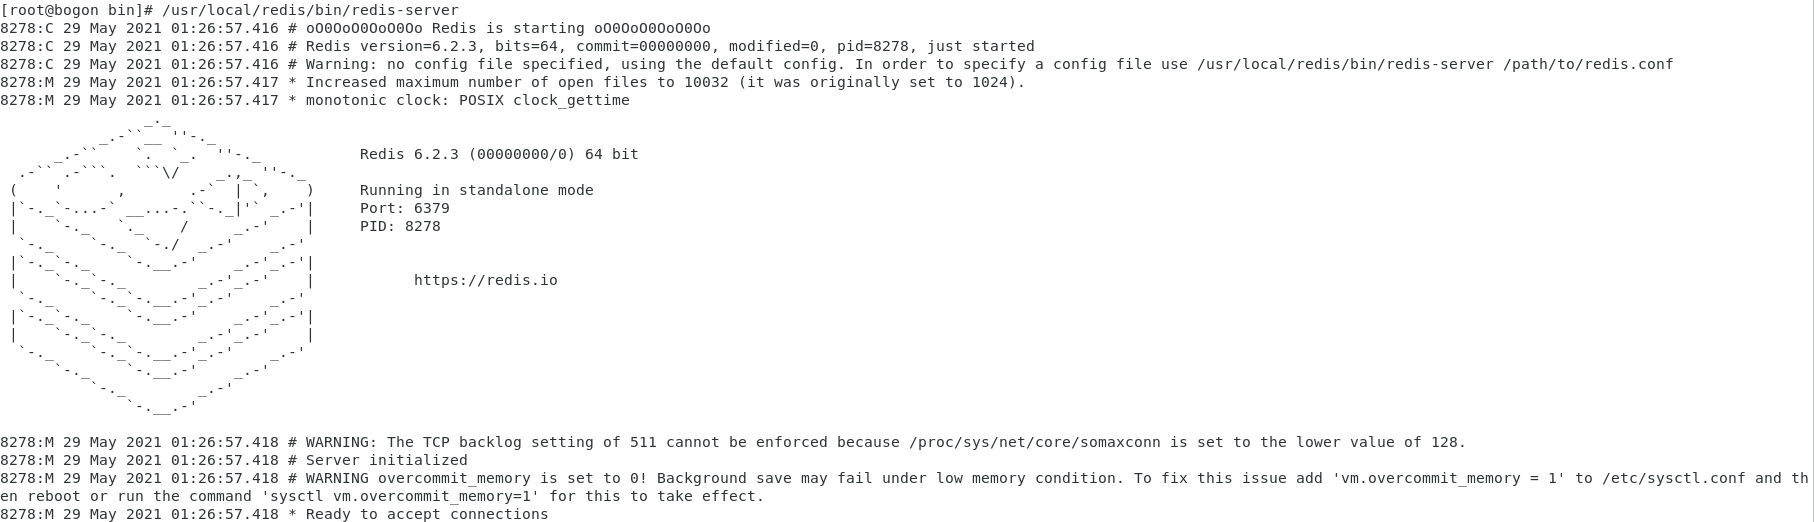 [root@bogon bin]# /usr/local/redis/bin/redis-server
8278:C 29 May 2021 01:26:57.416 # oO0OoO0OoO0Oo Redis is starting oO0OoO0OoO0Oo
8278:C 29 May 2021 01:26:57.416 # Redis version=6.2.3, bits=64, commit=00000000, modified=0, pid=8278, just started
8278:C 29 May 2021 01:26:57.416 # Warning: no config file specified, using the default config. In order to specify a config file use /usr/local/redis/bin/redis-server /path/to/redis.conf
8278:M 29 May 2021 01:26:57.417 * Increased maximum number of open files to 10032 (it was originally set to 1024).
8278:M 29 May 2021 01:26:57.417 * monotonic clock: POSIX clock_gettime
Redis 6.2.3 (00000000/0) 64 bit
Running in standalone mode
Port: 6379
PID: 8278
https://redis.io
8278:M 29 May 2021 01:26:57.418 # WARNING: The TCP backlog setting of 511 cannot be enforced because /proc/sys/net/core/somaxconn is set to the lower value of 128.
8278:M 29 May 2021 01:26:57.418 # Server initialized
8278:M 29 May 2021 01:26:57.418 # WARNING overcommit_memory is set to 0! Background save may fail under low memory condition. To fix this issue add 'vm.overcommit_memory = 1' to /etc/sysctl.conf and th
en reboot or run the command 'sysctl vm.overcommit_memory=1' for this to take effect.
8278:M 29 May 2021 01:26:57.418 * Ready to accept connections